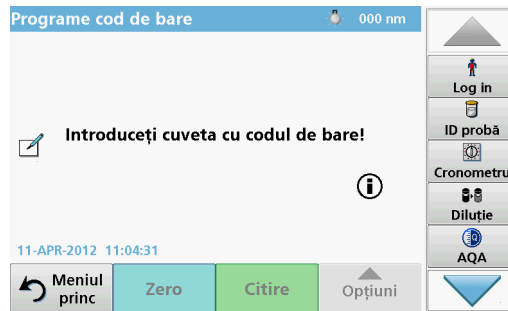 Programe cod de bare
000 nm
Introduceți cuveta cu codul de bare!
11-APR-2012 11:04:31
Meniul
princ
Zero
Citire
Opțiuni
Log in
ID probă
Cronometru
Diluție
AQA